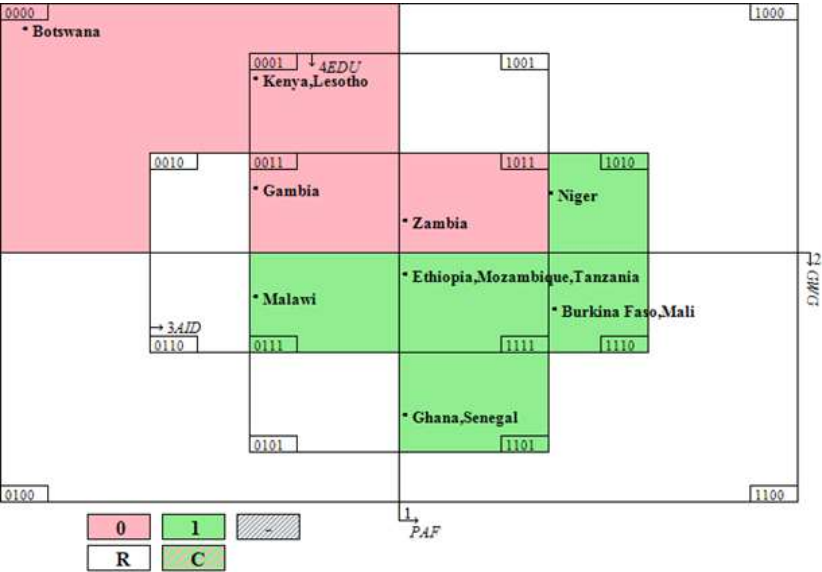 0000
1000
Botswana
0001
4EDU
1001
Kenya,Lesotho
0010
0011
1011
1010
Gambia
Niger
Zambia
2
GWG
Ethiopia,Mozambique,Tanzania
Malawi
Burkina Faso,Mali
3AID
0110
0111
1111
1110
Ghana,Senegal
0101
1101
0100
1100
1
PAF
0
1
-
R
C